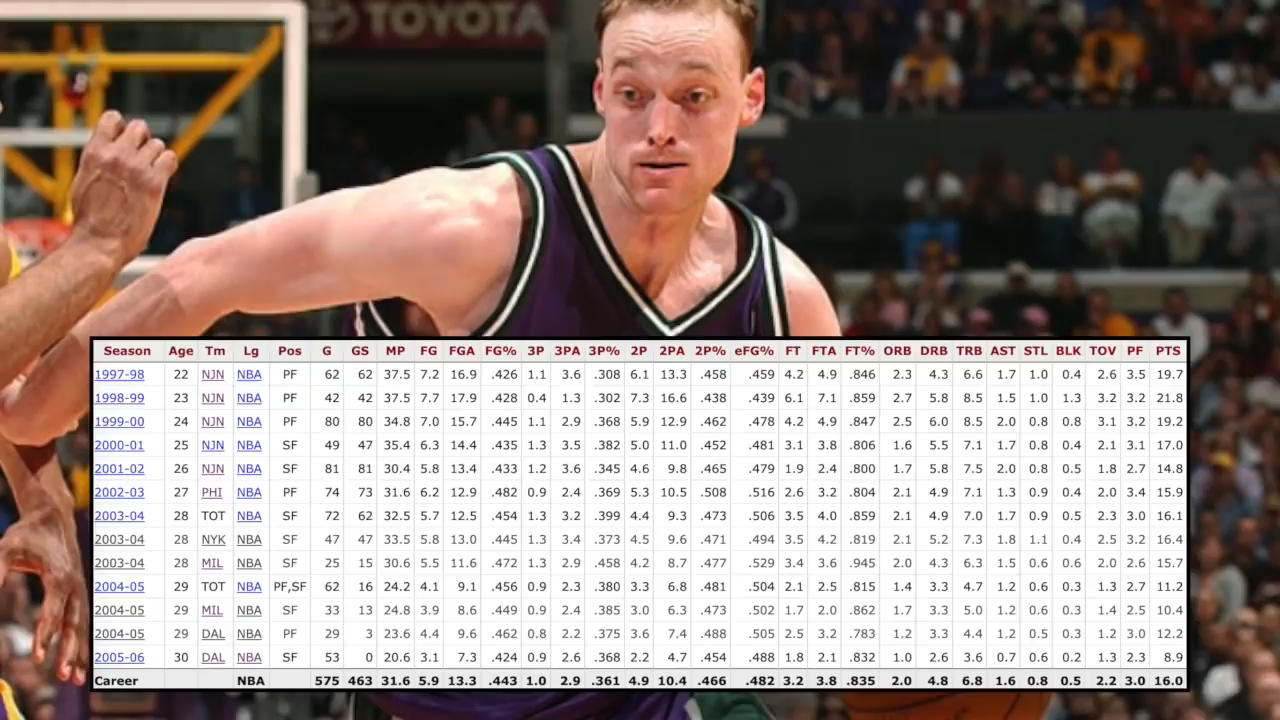 TOYOTA
Season Age Tm Lg Pos G GS MP FG FGA FG% 3P 3PA 3P% 2P 2PA 2P% eFG% FT FTA FT% ORB DRB TRB AST STL BLK TOV PF PTS
1997-98 22 NJN NBA PF 62 62 37.5 7.2 16.9 .426 1.1 3.6 .308 6.1 13.3 .458 .459 4.2 4.9 .846 2.3 4.3 6.6 1.7 1.0 0.4 2.6 3.5 19.7
1998-99 23 NJN NBA PF 42 42 37.5 7.7 17.9 .428 0.4 1.3 .302 7.3 16.6 .438 .439 6.1 7.1 .859 2.7 5.8 8.5 1.5 1.0 1.3 3.2 3.2 21.8
1999-00 24 NJN NBA PF 80 80 34.8 7.0 15.7 .445 1.1 2.9 .368 5.9 12.9 .462 .478 4.2 4.9 .847 2.5 6.0 8.5 2.0 0.8 0.8 3.1 3.2 19.2
2000-01 25 NJN NBA SF 49 47 35.4 6.3 14.4 .435 1.3 3.5 .382 5.0 11.0 .452 .481 3.1 3.8 .806 1.6 5.5 7.1 1.7 0.8 0.4 2.1 3.1 17.0
2001-02 26 NJN NBA SF 81 81 30.4 5.8 13.4 .433 1.2 3.6 .345 4.6 9.8 .465 .479 1.9 2.4 .800 1.7 5.8 7.5 2.0 0.8 0.5 1.8 2.7 14.8
2002-03 27 PHI NBA PF 74 73 31.6 6.2 12.9 .482 0.9 2.4 .369 5.3 10.5 .508 .516 2.6 3.2 .804 2.1 4.9 7.1 1.3 0.9 0.4 2.0 3.4 15.9
2003-04 28 TOT NBA SF 72 62 32.5 5.7 12.5 .454 1.3 3.2 .399 4.4 9.3 .473 .506 3.5 4.0 .859 2.1 4.9 7.0 1.7 0.9 0.5 2.3 3.0 16.1
2003-04 28 NYK NBA SF 47 47 33.5 5.8 13.0 .445 1.3 3.4 .373 4.5 9.6 .471 .494 3.5 4.2 .819 2.1 5.2 7.3 1.8 1.1 0.4 2.5 3.2 16.4
2003-04 28 MIL NBA SF 25 15 30.6 5.5 11.6 .472 1.3 2.9 .458 4.2 8.7 .477 .529 3.4 3.6 .945 2.0 4.3 6.3 1.5 0.6 0.6 2.0 2.6 15.7
2004-05 29 TOT NBA PF,SF 62 16 24.2 4.1 9.1 .456 0.9 2.3 .380 3.3 6.8 .481 .504 2.1 2.5 .815 1.4 3.3 4.7 1.2 0.6 0.3 1.3 2.7 11.2
2004-05 29 MIL NBA SF 33 13 24.8 3.9 8.6 .449 0.9 2.4 .385 3.0 6.3 .473 .502 1.7 2.0 .862 1.7 3.3 5.0 1.2 0.6 0.3 1.4 2.5 10.4
2004-05 29 DAL NBA PF 29 3 23.6 4.4 9.6 .462 0.8 2.2 .375 3.6 7.4 .488 .505 2.5 3.2 .783 1.2 3.3 4.4 1.2 0.5 0.3 1.2 3.0 12.2
2005-06 30 DAL NBA SF 53 0 20.6 3.1 7.3 .424 0.9 2.6 .368 2.2 4.7 .454 .488 1.8 2.1 .832 1.0 2.6 3.6 0.7 0.6 0.2 1.3 2.3 8.9
Career NBA 575 463 31.6 5.9 13.3 .443 1.0 2.9 .361 4.9 10.4 .466 .482 3.2 3.8 .835 2.0 4.8 6.8 1.6 0.8 0.5 2.2 3.0 16.0